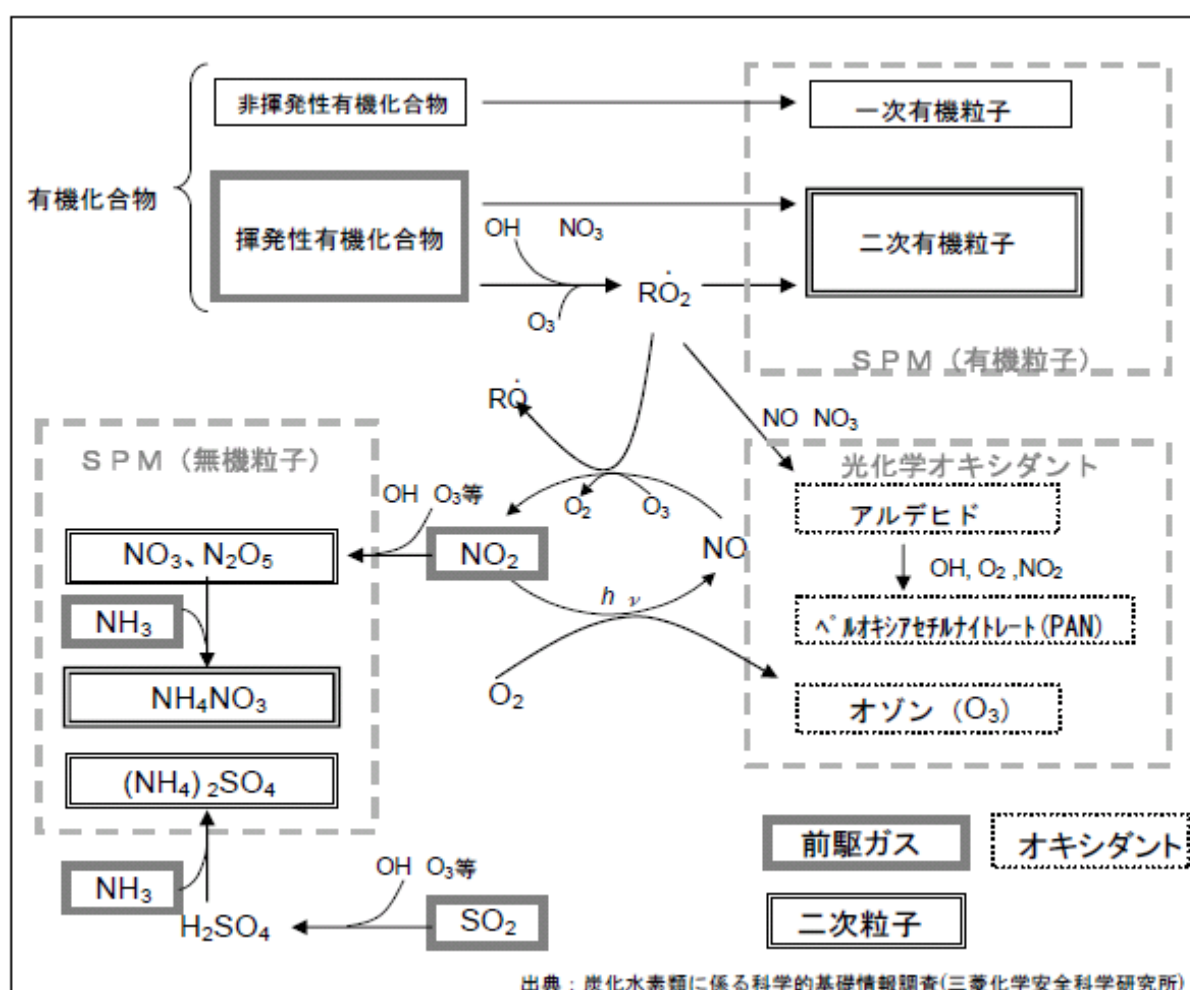 非揮発性有機化合物
一次有機粒子
有機化合物
揮発性有機化合物
OH NO₃
O₃
RȮ₂
二次有機粒子
SPM（有機粒子）
RȮ
NO NO₃
SPM（無機粒子）
光化学オキシダント
OH O₃等
O₂
O₃
アルデヒド
NO₃、N₂O₅
NO₂
NO
OH, O₂ ,NO₂
hν
NH₃
ペルオキシアセチルナイトレート(PAN)
NH₄NO₃
O₂
オゾン（O₃）
(NH₄)₂SO₄
前駆ガス
オキシダント
NH₃
OH O₃等
H₂SO₄
SO₂
二次粒子
出典：炭化水素類に係る科学的基礎情報調査(三菱化学安全科学研究所)